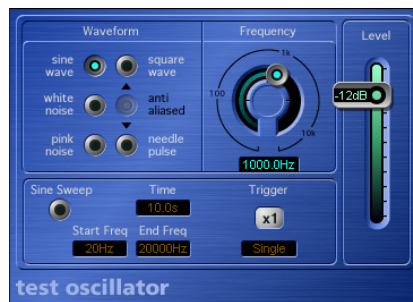 Waveform
Frequency
Level
sine wave
square wave
white noise
anti aliased
pink noise
needle pulse
1k
100
10k
1000.0Hz
-12dB
Sine Sweep
Time
Trigger
10.0s
x1
Start Freq
End Freq
20Hz
20000Hz
Single
test oscillator